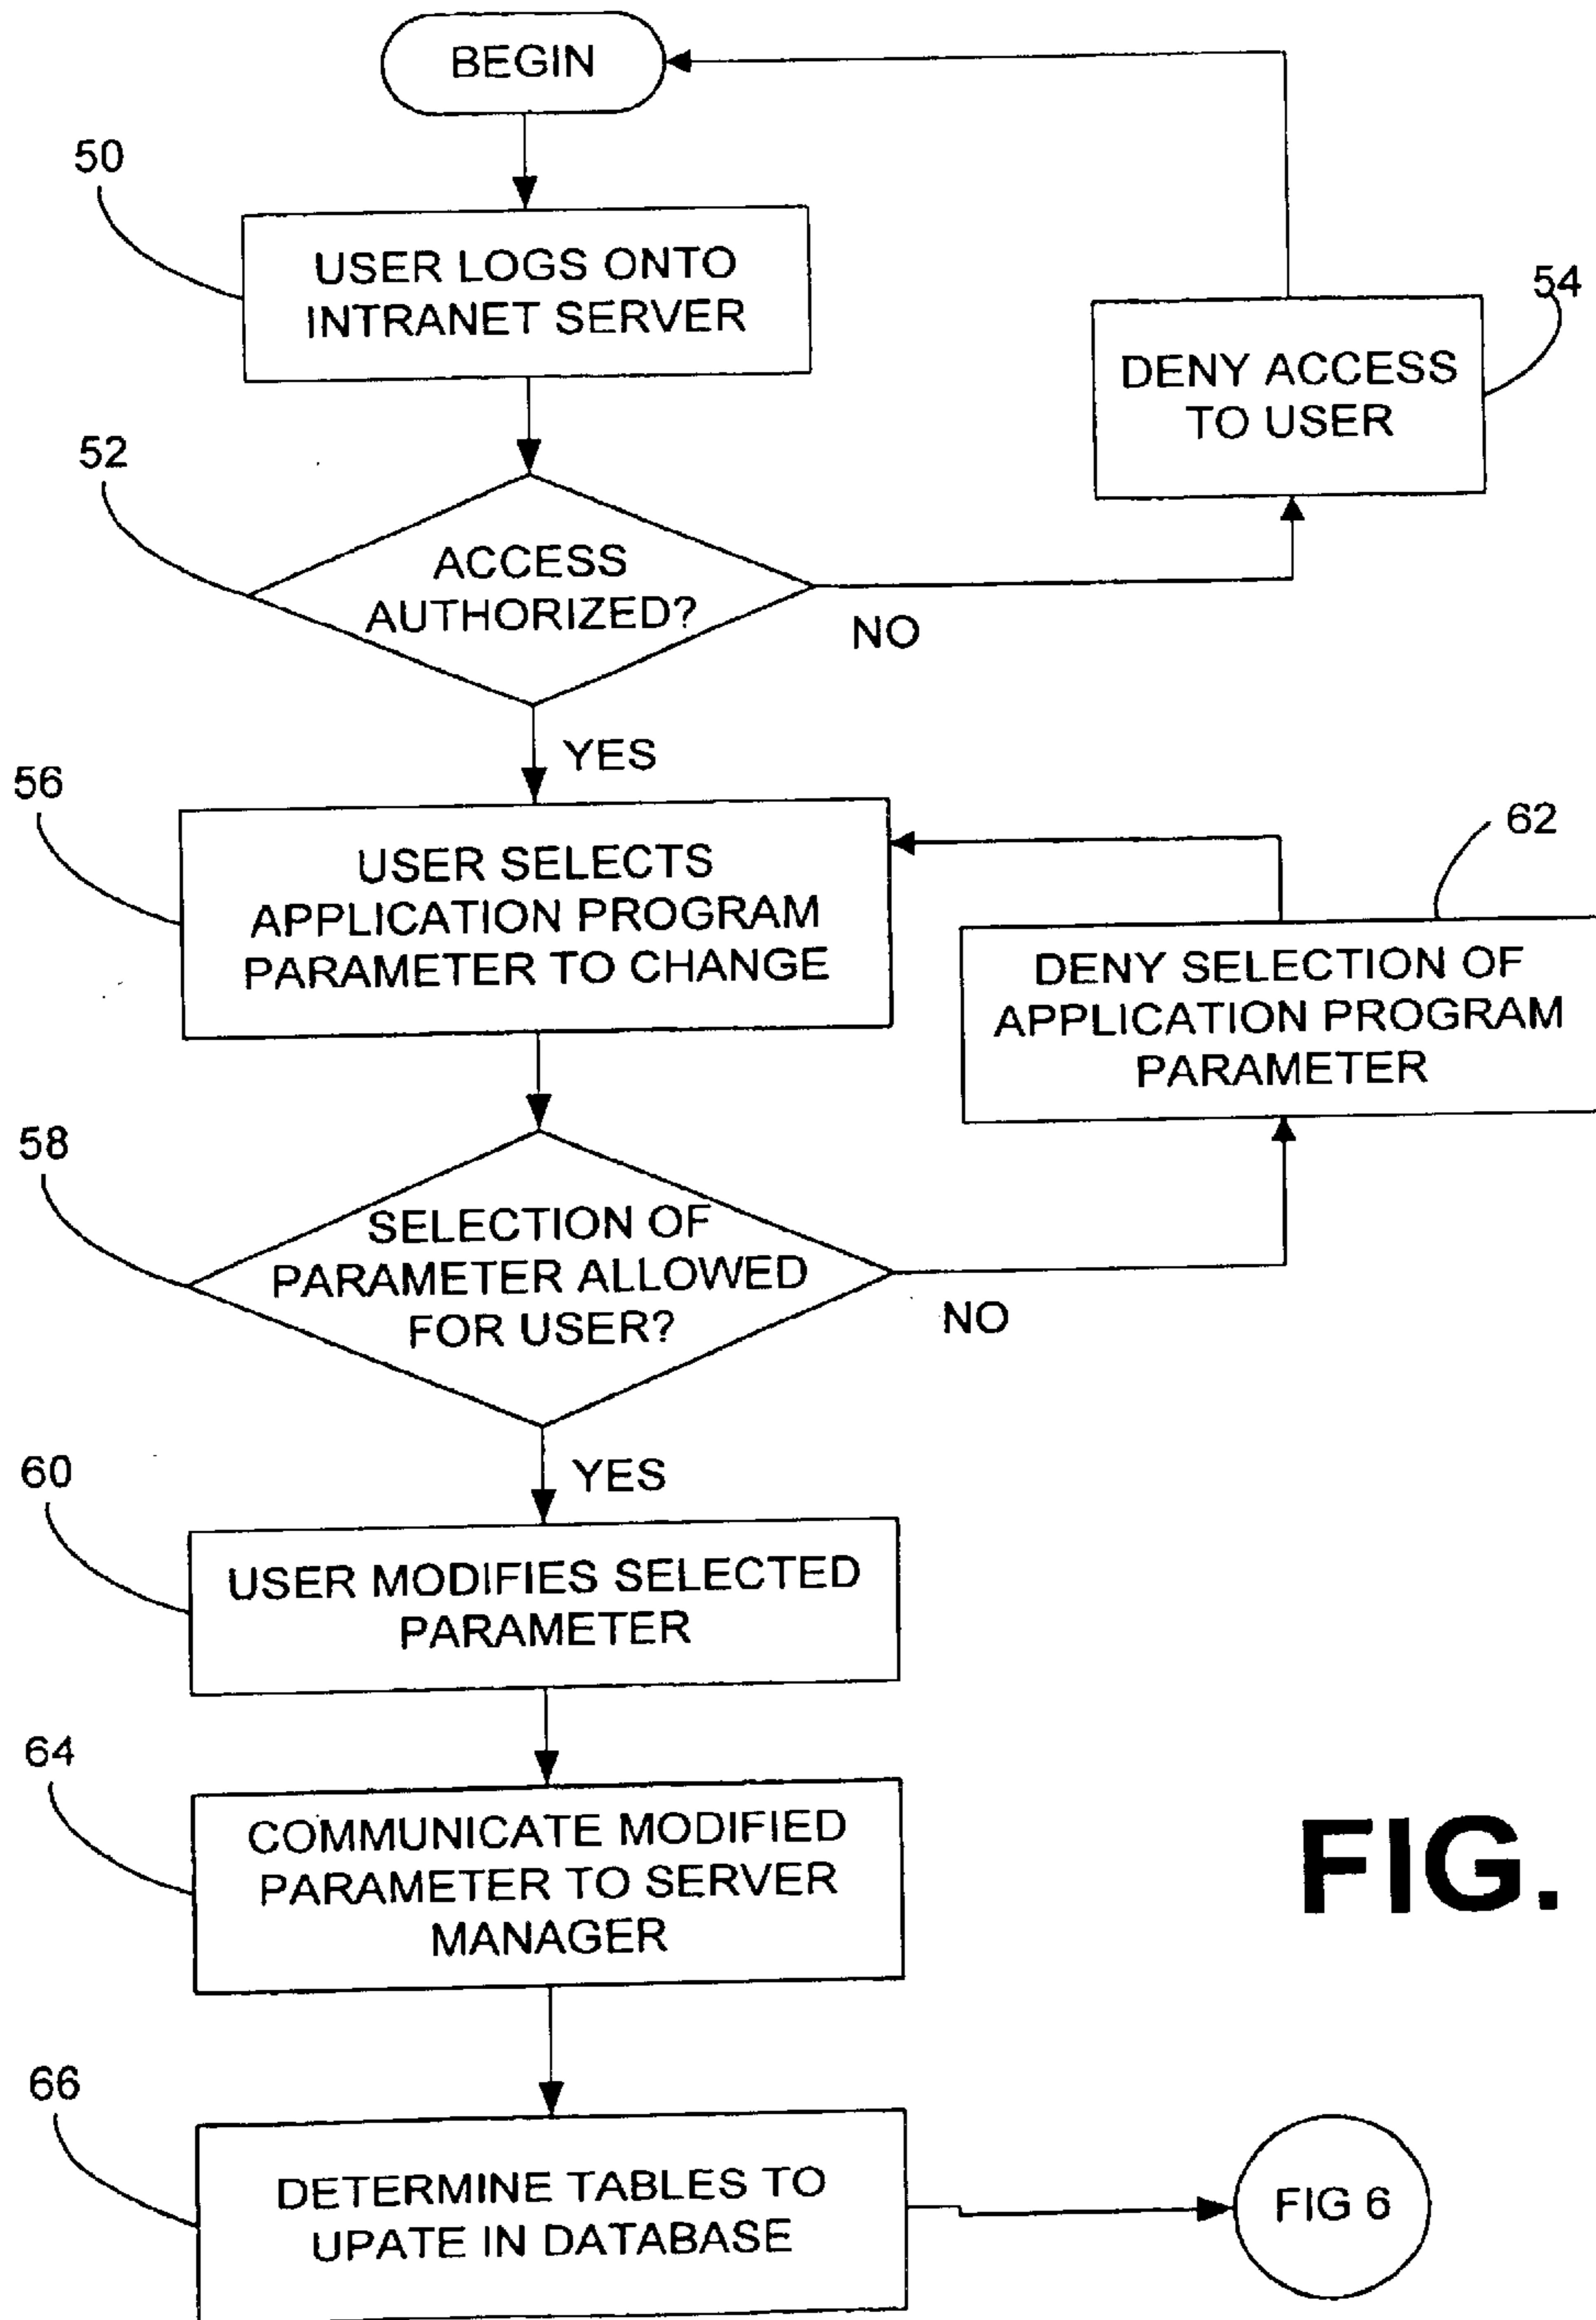 BEGIN
50
USER LOGS ONTO
INTRANET SERVER
54
DENY ACCESS
TO USER
52
ACCESS
AUTHORIZED?
NO
YES
56
USER SELECTS
APPLICATION PROGRAM
PARAMETER TO CHANGE
62
DENY SELECTION OF
APPLICATION PROGRAM
PARAMETER
58
SELECTION OF
PARAMETER ALLOWED
FOR USER?
NO
YES
60
USER MODIFIES SELECTED
PARAMETER
64
COMMUNICATE MODIFIED
PARAMETER TO SERVER
MANAGER
FIG.
66
DETERMINE TABLES TO
UPATE IN DATABASE
FIG 6